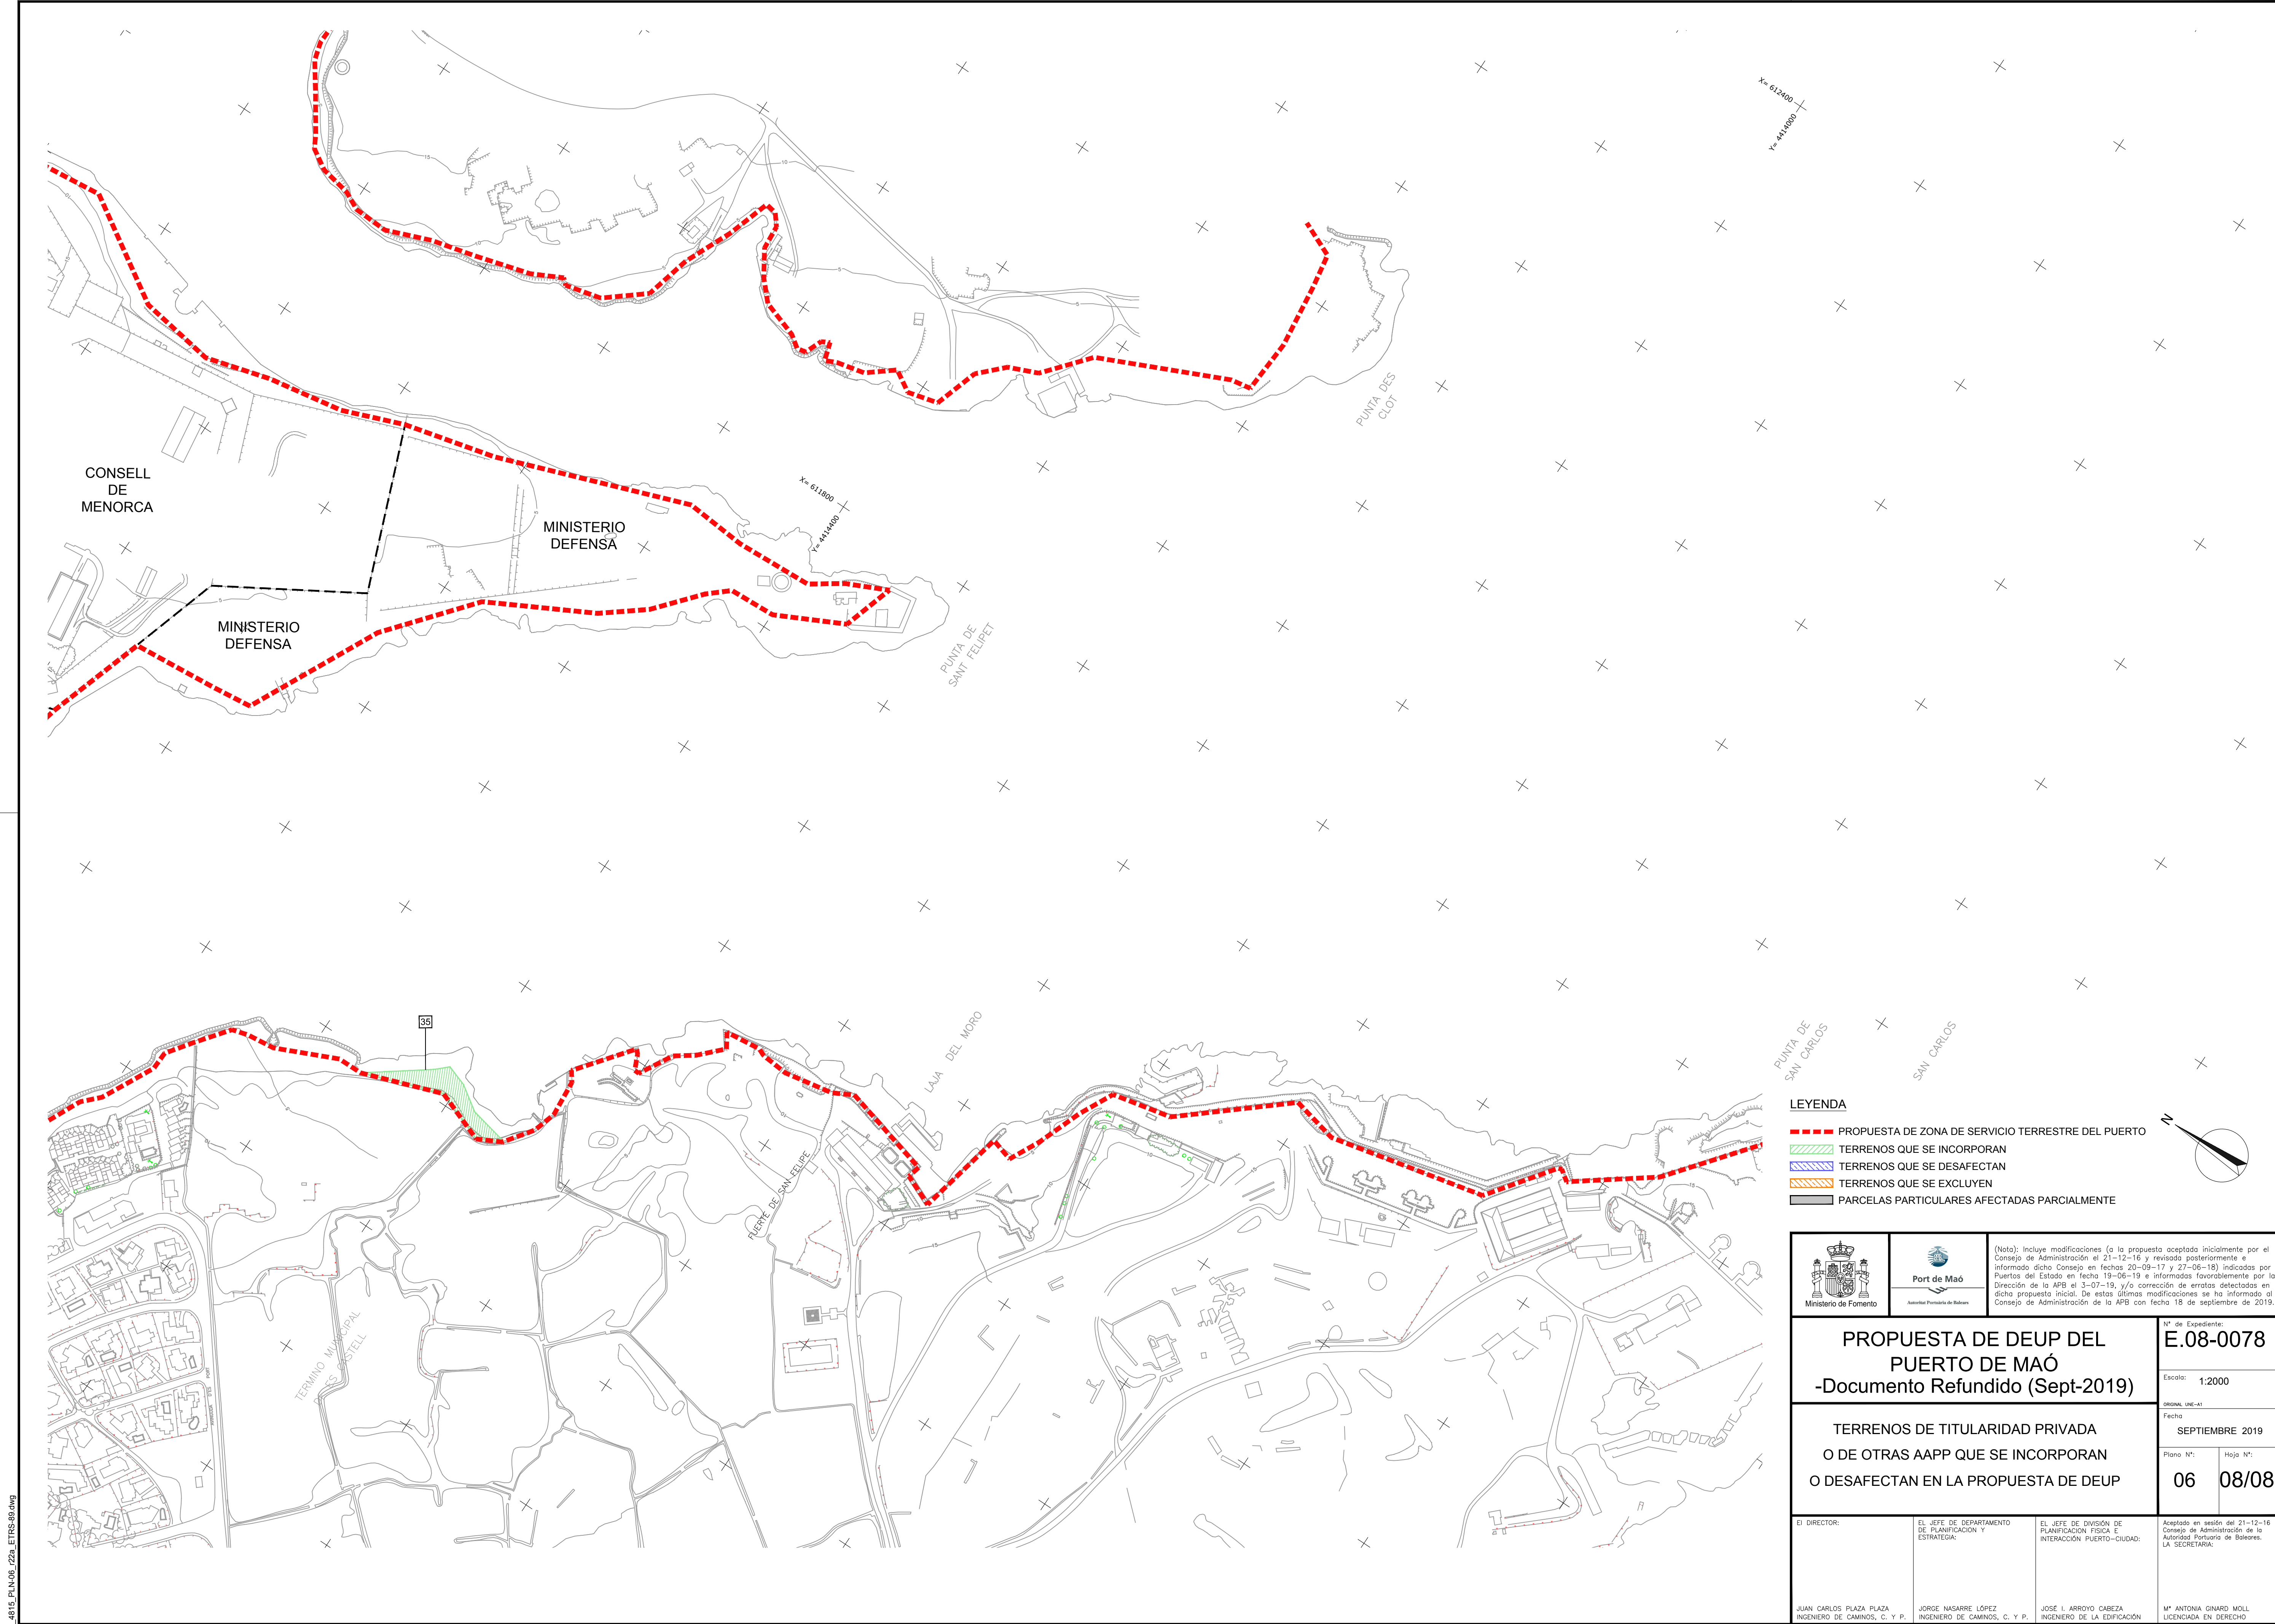 X= 612400
Y= 4414000
PUNTA DES
CLOT
CONSELL
DE
MENORCA
MINISTERIO
DEFENSA
X= 611800
Y= 4414400
MINISTERIO
DEFENSA
PUNTA DE
SANT FELIPET
35
LAJA DEL MORO
FUERTE DE SAN FELIPE
PUNTA DE
SAN CARLOS
SAN CARLOS
TERMINO MUNICIPAL
CASTELL
LEYENDA
PROPUESTA DE ZONA DE SERVICIO TERRESTRE DEL PUERTO
TERRENOS QUE SE INCORPORAN
TERRENOS QUE SE DESAFECTAN
TERRENOS QUE SE EXCLUYEN
PARCELAS PARTICULARES AFECTADAS PARCIALMENTE
N
Ministerio de Fomento
Port de Maó
Autoritat Portuària de Balears
(Nota): Incluye modificaciones (a la propuesta aceptada inicialmente por el
Consejo de Administración el 21-12-16 y revisada posteriormente e
informado dicho Consejo en fechas 20-09-17 y 27-06-18) indicadas por
Puertos del Estado en fecha 19-06-19 e informadas favorablemente por la
Dirección de la APB el 3-07-19, y/o corrección de erratas detectadas en
dicha propuesta inicial. De estas últimas modificaciones se ha informado al
Consejo de Administración de la APB con fecha 18 de septiembre de 2019.
PROPUESTA DE DEUP DEL
PUERTO DE MAÓ
-Documento Refundido (Sept-2019)
Nº de Expediente:
E.08-0078
Escala: 1:2000
ORIGINAL UNE-A1
Fecha
SEPTIEMBRE 2019
TERRENOS DE TITULARIDAD PRIVADA
O DE OTRAS AAPP QUE SE INCORPORAN
O DESAFECTAN EN LA PROPUESTA DE DEUP
Plano Nº:
06
Hoja Nº:
08/08
El DIRECTOR:
JUAN CARLOS PLAZA PLAZA
INGENIERO DE CAMINOS, C. Y P.
EL JEFE DE DEPARTAMENTO
DE PLANIFICACION Y
ESTRATEGIA:
JORGE NASARRE LÓPEZ
INGENIERO DE CAMINOS, C. Y P.
EL JEFE DE DIVISIÓN DE
PLANIFICACION FISICA E
INTERACCIÓN PUERTO-CIUDAD:
JOSÉ I. ARROYO CABEZA
INGENIERO DE LA EDIFICACIÓN
Aceptado en sesión del 21-12-16
Consejo de Administración de la
Autoridad Portuaria de Baleares.
LA SECRETARIA:
Mª ANTONIA GINARD MOLL
LICENCIADA EN DERECHO
_4815_PLN-06_r22a_ETRS-89.dwg